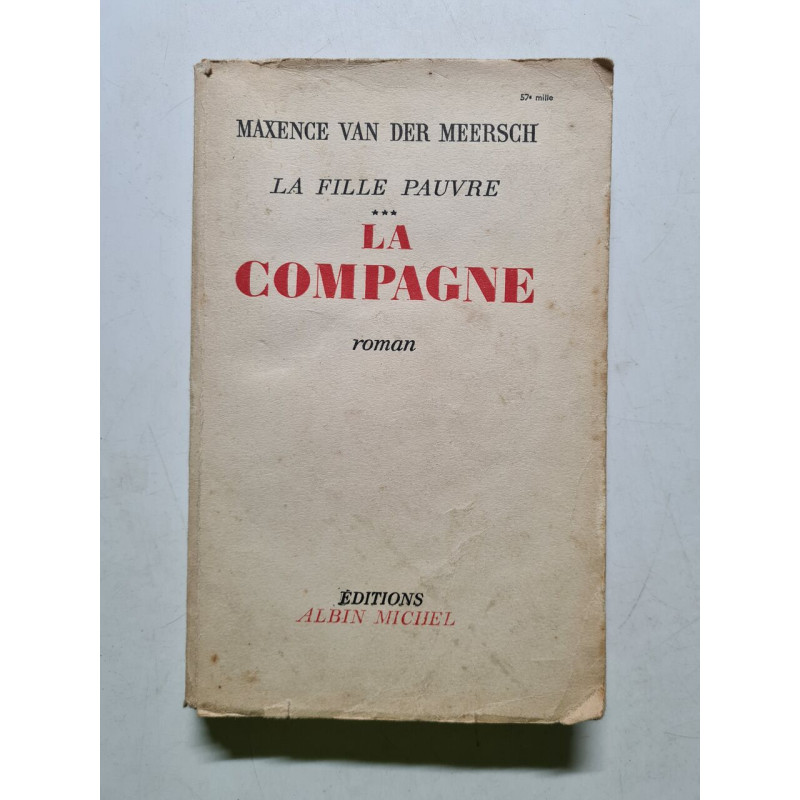 57e mille
MAXENCE VAN DER MEERSCH
LA FILLE PAUVRE
***
LA
COMPAGNE
roman
ÉDITIONS
ALBIN MICHEL